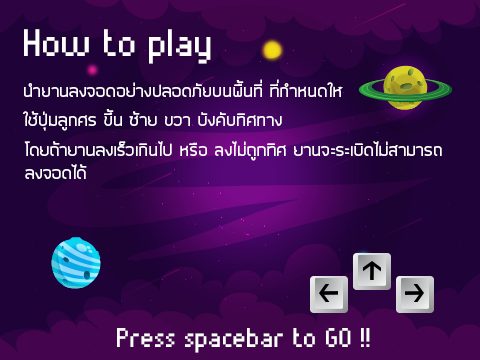 How to play
นำยานลงจอดอย่างปลอดภัยบนพื้นที่ ที่กำหนดให
ใช้ปุ่มลูกศร ขึ้น ซ้าย ขวา บังคับทิศทาง
โดยถ้ายานลงเร็วเกินไป หรือ ลงไม่ถูกทิศ ยานจะระเบิดไม่สามารถ
ลงจอดได้
Press spacebar to GO !!